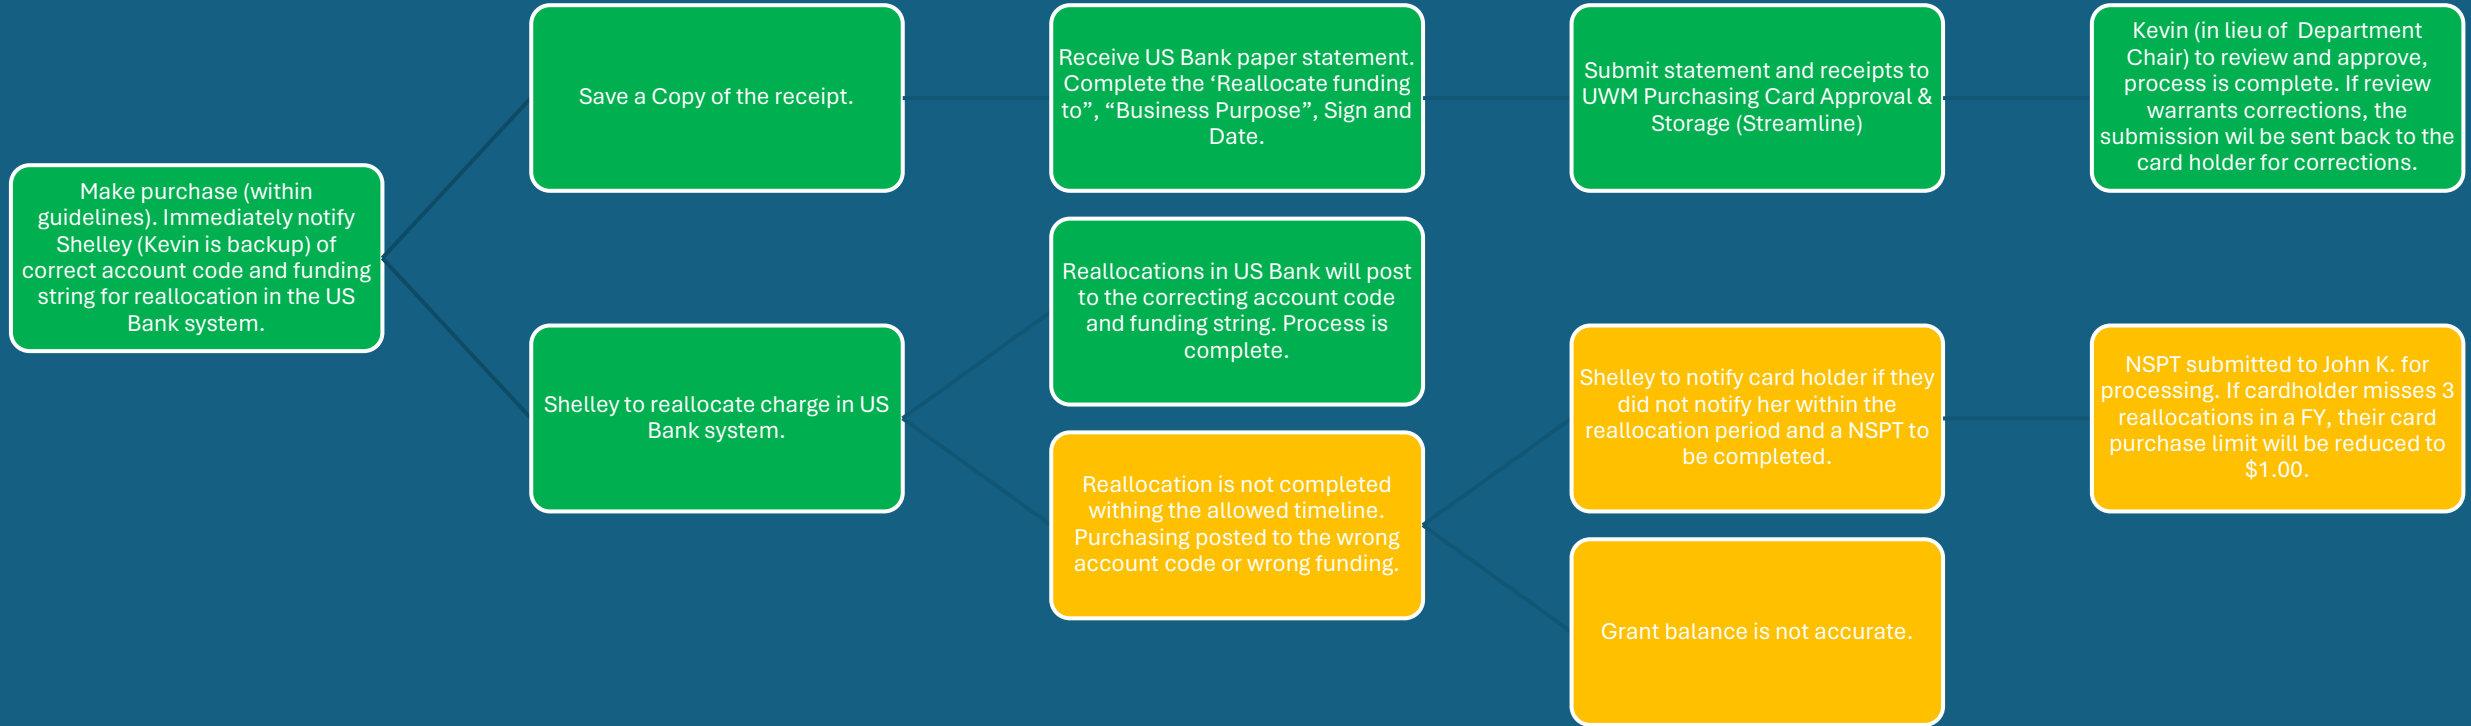 Make purchase (within
guidelines). Immediately notify
Shelley (Kevin is backup) of
correct account code and funding
string for reallocation in the US
Bank system.
Save a Copy of the receipt.
Receive US Bank paper statement.
Complete the ‘Reallocate funding
to”, “Business Purpose”, Sign and
Date.
Submit statement and receipts to
UWM Purchasing Card Approval &
Storage (Streamline)
Kevin (in lieu of Department
Chair) to review and approve,
process is complete. If review
warrants corrections, the
submission wil be sent back to the
card holder for corrections.
Shelley to reallocate charge in US
Bank system.
Reallocations in US Bank will post
to the correcting account code
and funding string. Process is
complete.
Reallocation is not completed
withing the allowed timeline.
Purchasing posted to the wrong
account code or wrong funding.
Shelley to notify card holder if they
did not notify her within the
reallocation period and a NSPT to
be completed.
NSPT submitted to John K. for
processing. If cardholder misses 3
reallocations in a FY, their card
purchase limit will be reduced to
$1.00.
Grant balance is not accurate.